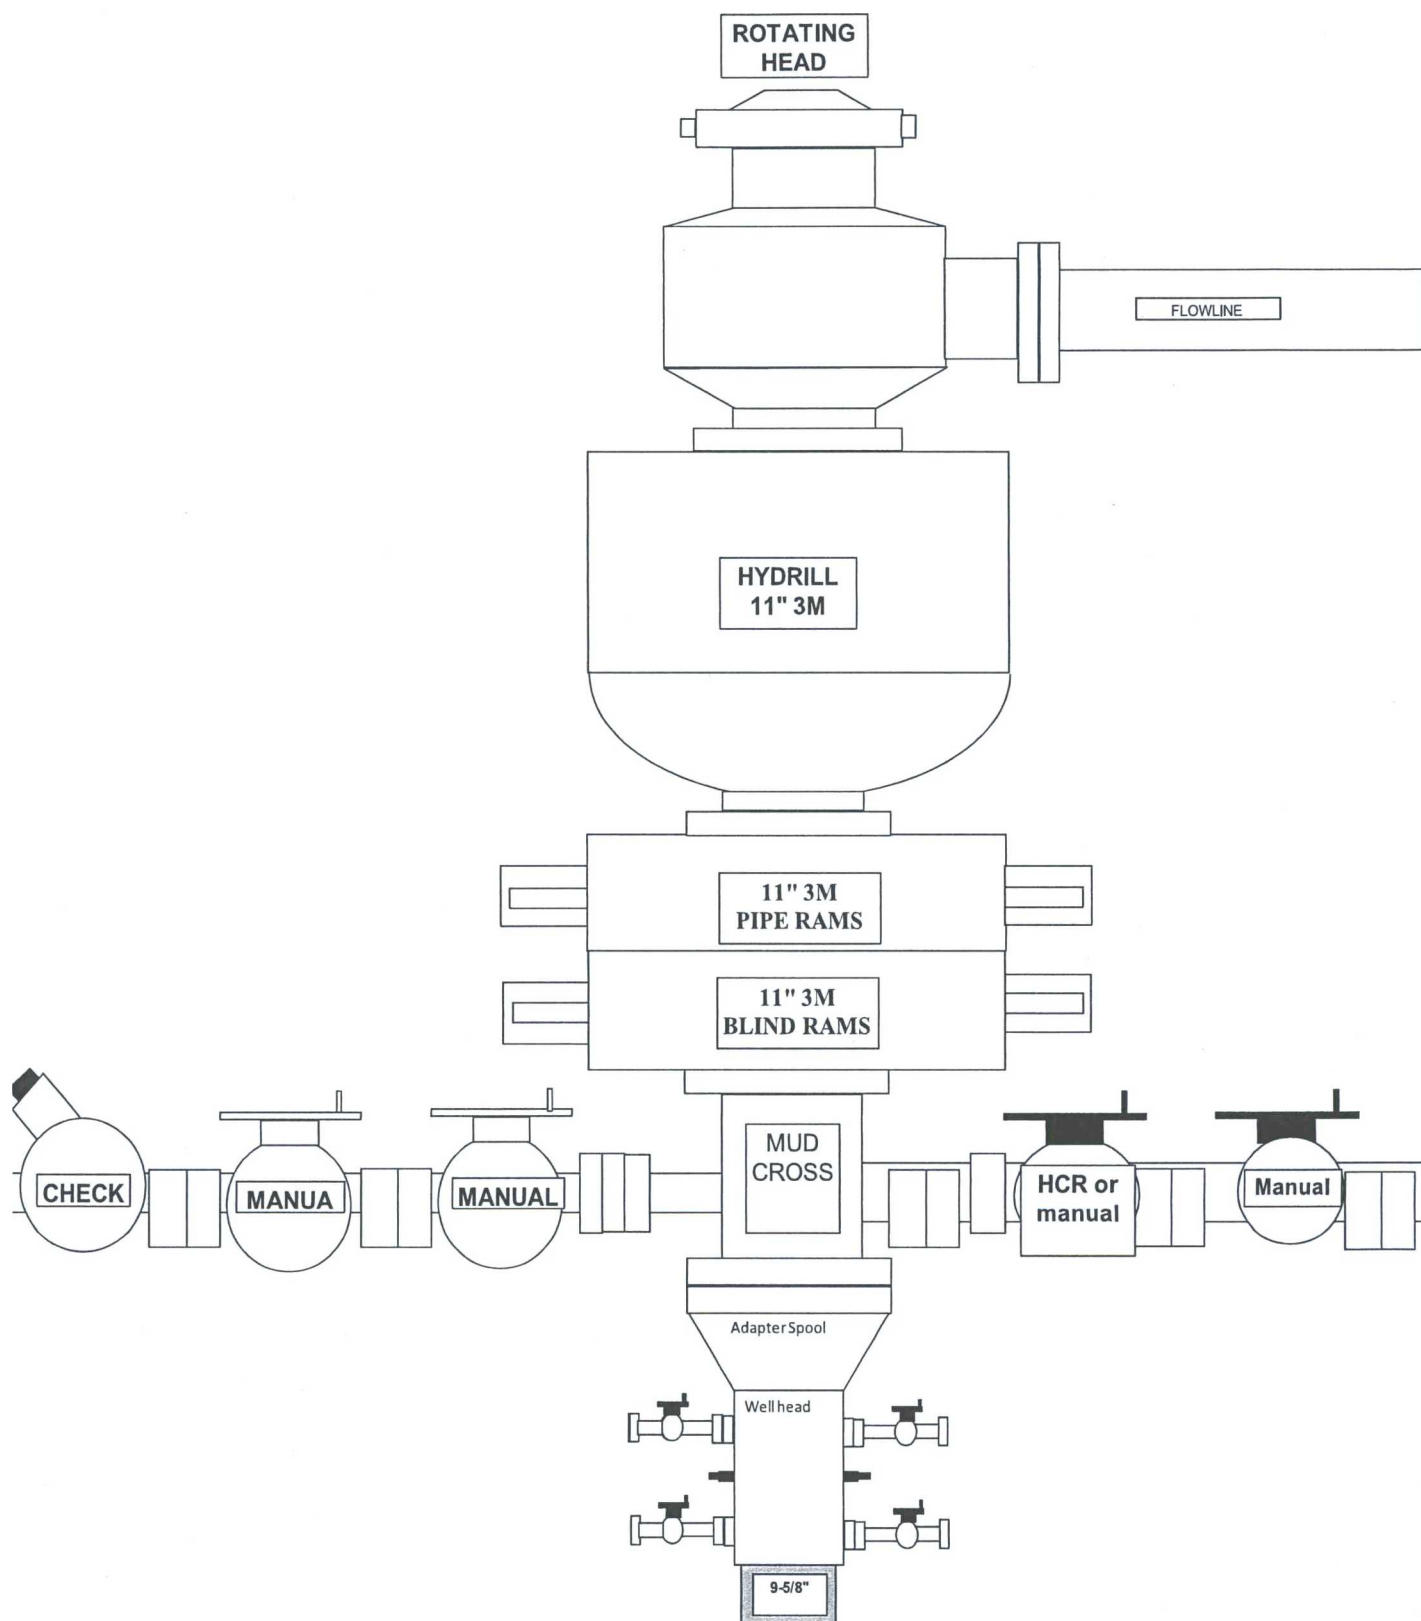 ROTATING
HEAD
FLOWLINE
HYDRILL
11" 3M
11" 3M
PIPE RAMS
11" 3M
BLIND RAMS
MUD
CROSS
CHECK
MANUA
MANUAL
HCR or
manual
Manual
Adapter Spool
Well head
9-5/8"